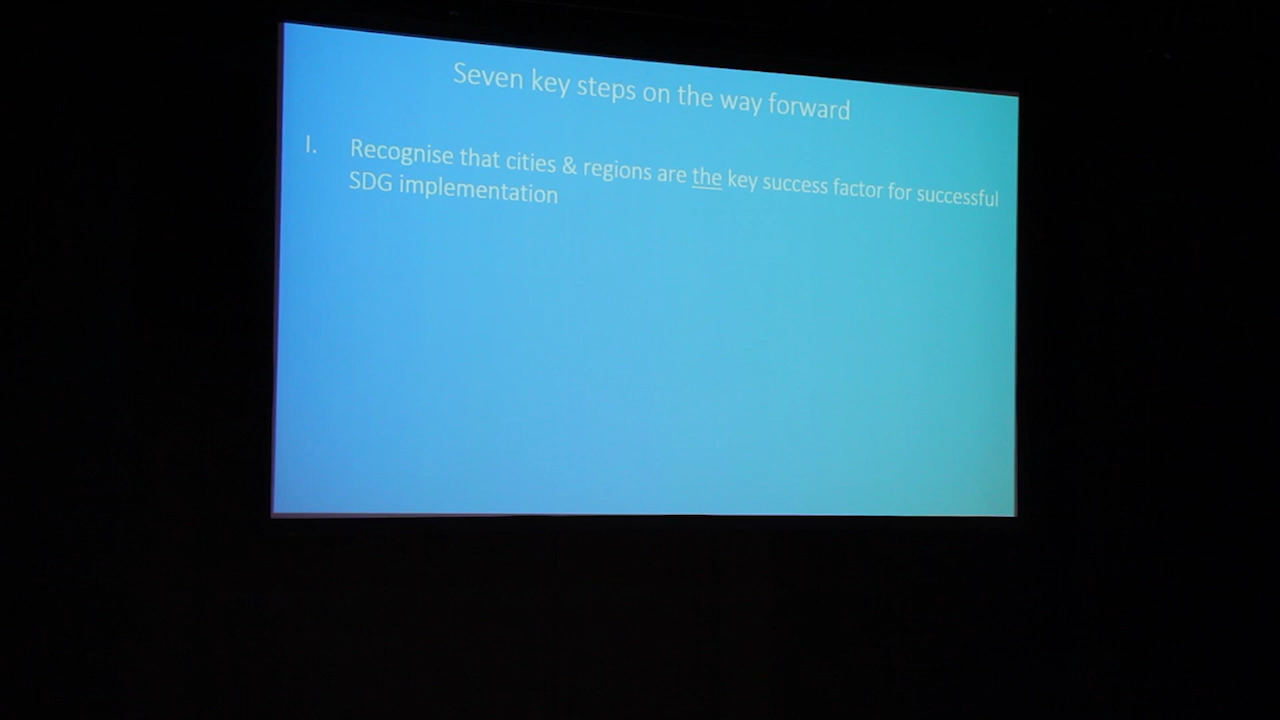 Seven key steps on the way forward
I. Recognise that cities & regions are the key success factor for successful
SDG implementation